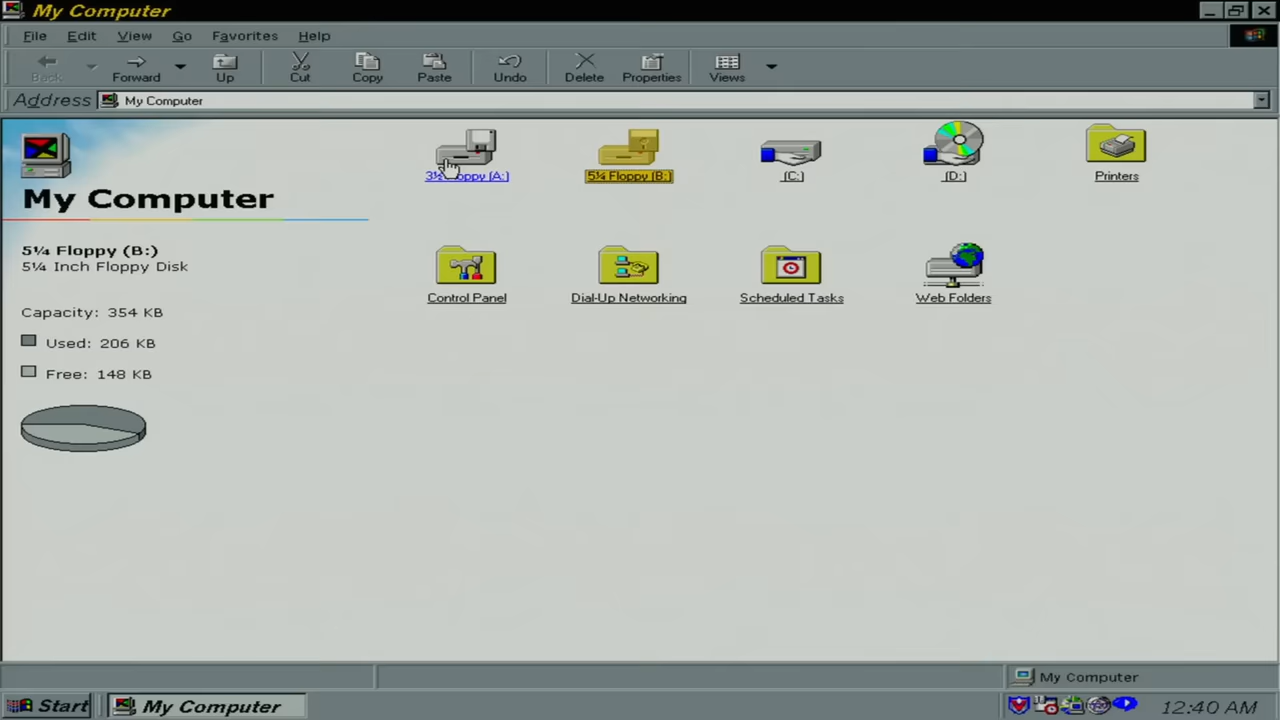 My Computer
File Edit View Go Favorites Help
Back Forward Up Cut Copy Paste Undo Delete Properties Views
Address My Computer
3½ Floppy (A:) 5¼ Floppy (B:) (C:) (D:) Printers
My Computer
5¼ Floppy (B:)
5¼ Inch Floppy Disk
Control Panel Dial-Up Networking Scheduled Tasks Web Folders
Capacity: 354 KB
Used: 206 KB
Free: 148 KB
My Computer
Start My Computer 12:40 AM